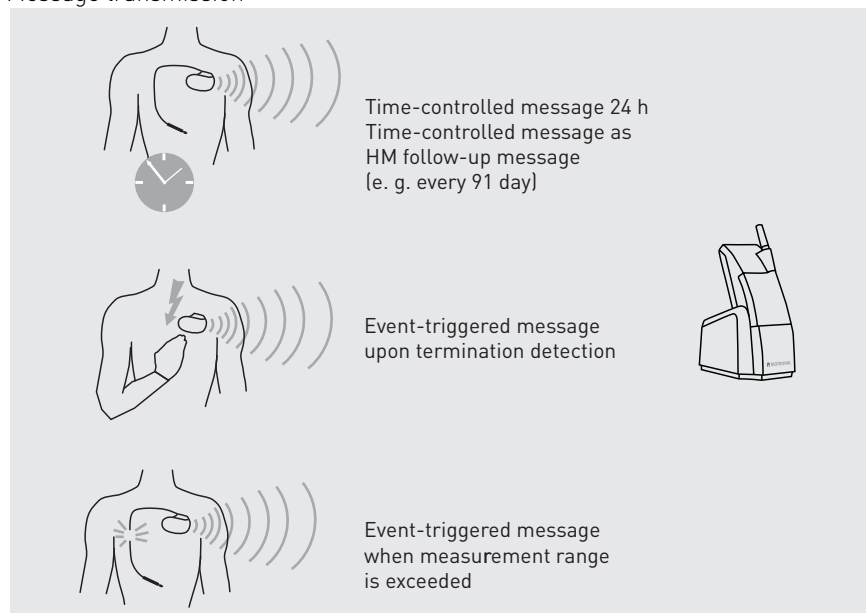 Message transmission
Time-controlled message 24 h
Time-controlled message as
HM follow-up message
(e. g. every 91 day)
Event-triggered message
upon termination detection
Event-triggered message
when measurement range
is exceeded